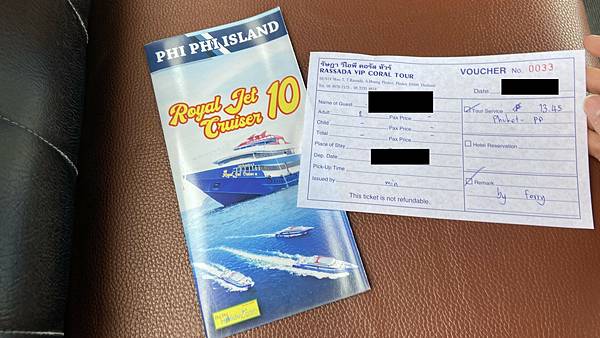 PHI PHI ISLAND
Royal Jet
Cruiser 10
รัษฎา วีไอพี คอรัล ทัวร์
RASSADA VIP CORAL TOUR
VOUCHER No. 0033
Date
Name of Guest
Adult Pax Price -
Child - Pax Price -
Total - Pax Price -
Place of Stay
Dep. Date
Pick-Up Time
Issued by min
This ticket is not refundable.
Tour Service 13.45
Phuket - PP
Hotel Reservation
Remark
by Ferry